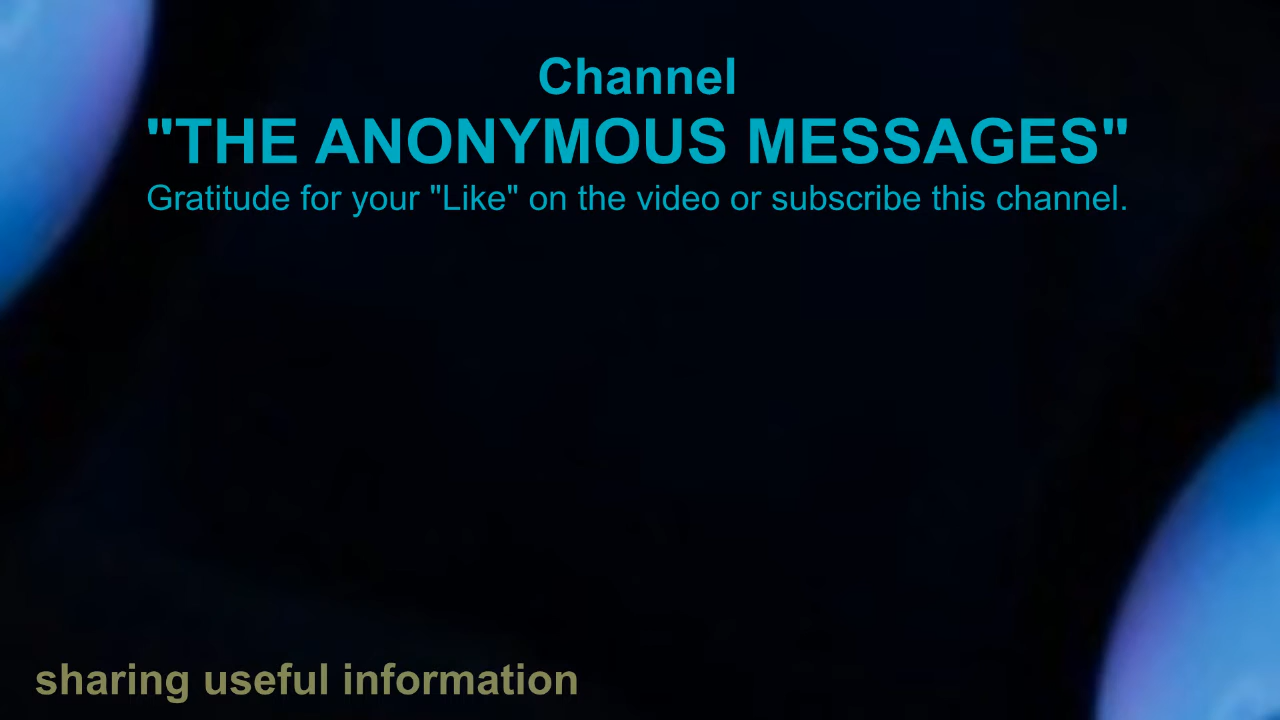 Channel
"THE ANONYMOUS MESSAGES"
Gratitude for your "Like" on the video or subscribe this channel.
sharing useful information